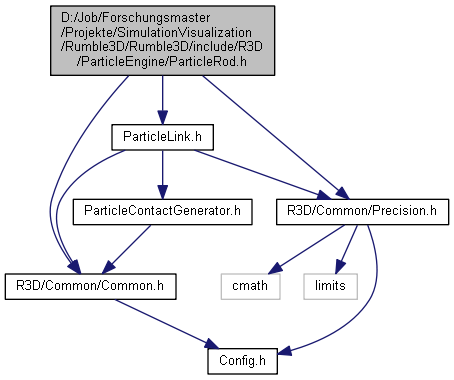 D:/Job/Forschungsmaster
/Projekte/SimulationVisualization
/Rumble3D/Rumble3D/include/R3D
/ParticleEngine/ParticleRod.h
ParticleLink.h
ParticleContactGenerator.h
R3D/Common/Precision.h
R3D/Common/Common.h
cmath
limits
Config.h